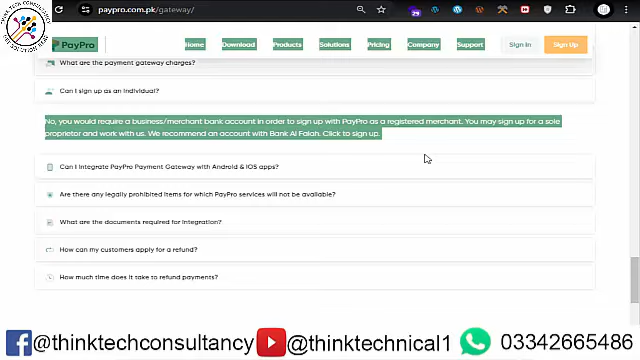 THINK TECH CONSULTANCY
GET SOLUTION HERE
paypro.com.pk/gateway/
PayPro
Home
Download
Products
Solutions
Pricing
Company
Support
Sign In
Sign Up
What are the payment gateway charges?
Can I sign up as an Individual?
No, you would require a business/merchant bank account in order to sign up with PayPro as a registered merchant. You may sign up for a sole
proprietor and work with us. We recommend an account with Bank Al Falah. Click to sign up.
Can I Integrate PayPro Payment Gateway with Android & IOS apps?
Are there any legally prohibited items for which PayPro services will not be available?
What are the documents required for Integration?
How can my customers apply for a refund?
How much time does it take to refund payments?
@thinktechconsultancy
@thinktechnical1
03342665486